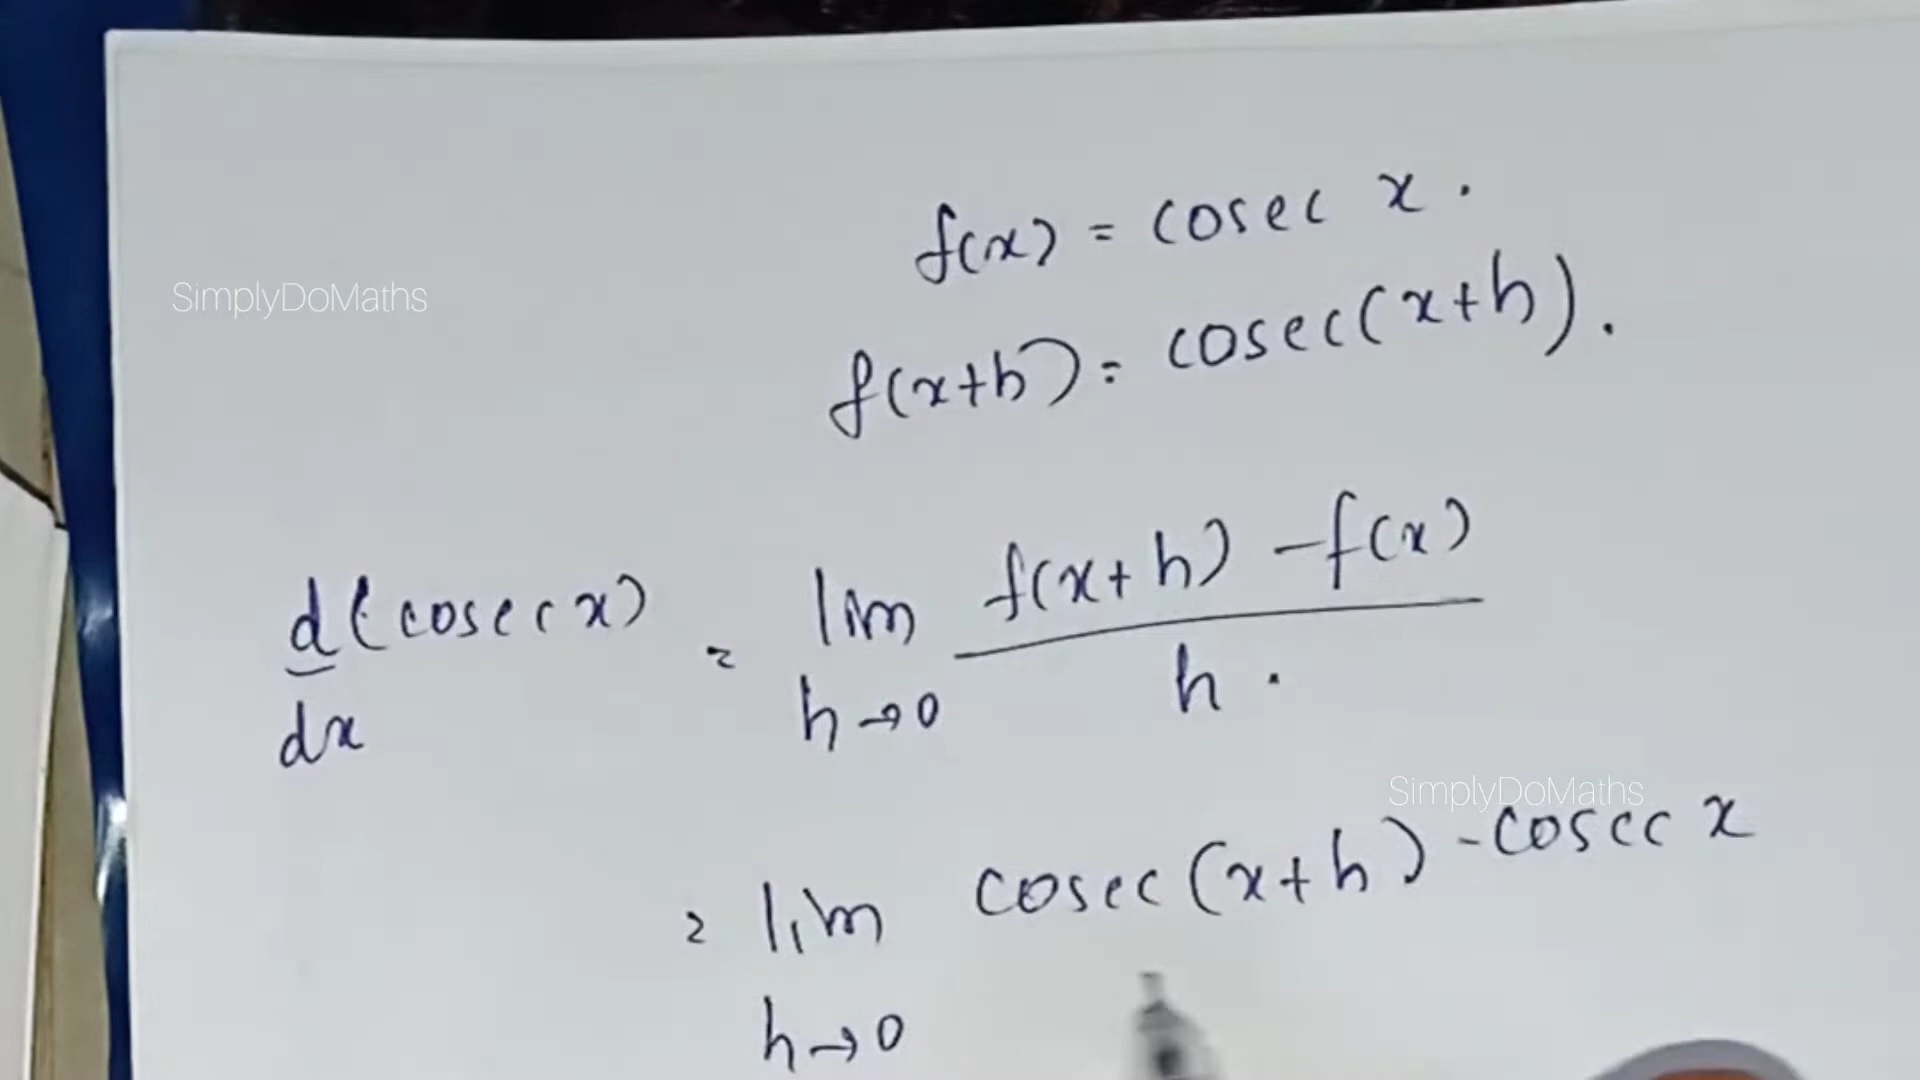 f(x) = cosec x .
SimplyDoMaths
f(x+h) = cosec(x+h) .
d(cosec x) = lim f(x+h) - f(x)
dx h→0 h .
SimplyDoMaths
= lim cosec(x+h) - cosec x
h→0